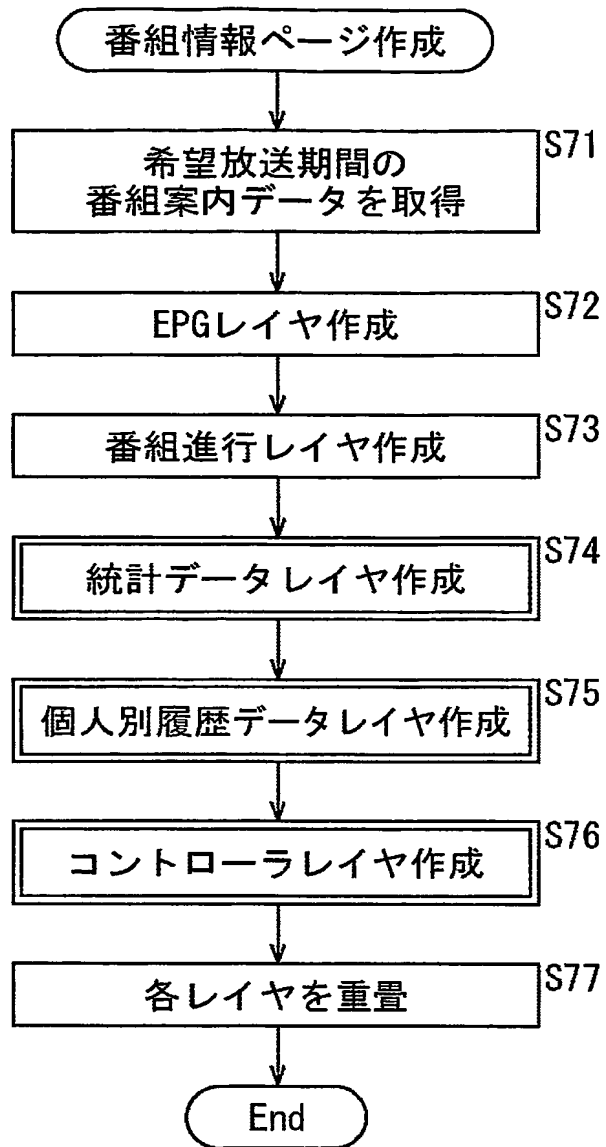 番組情報ページ作成
S71
希望放送期間の
番組案内データを取得
S72
EPGレイヤ作成
S73
番組進行レイヤ作成
S74
統計データレイヤ作成
S75
個人別履歴データレイヤ作成
S76
コントローラレイヤ作成
S77
各レイヤを重畳
End